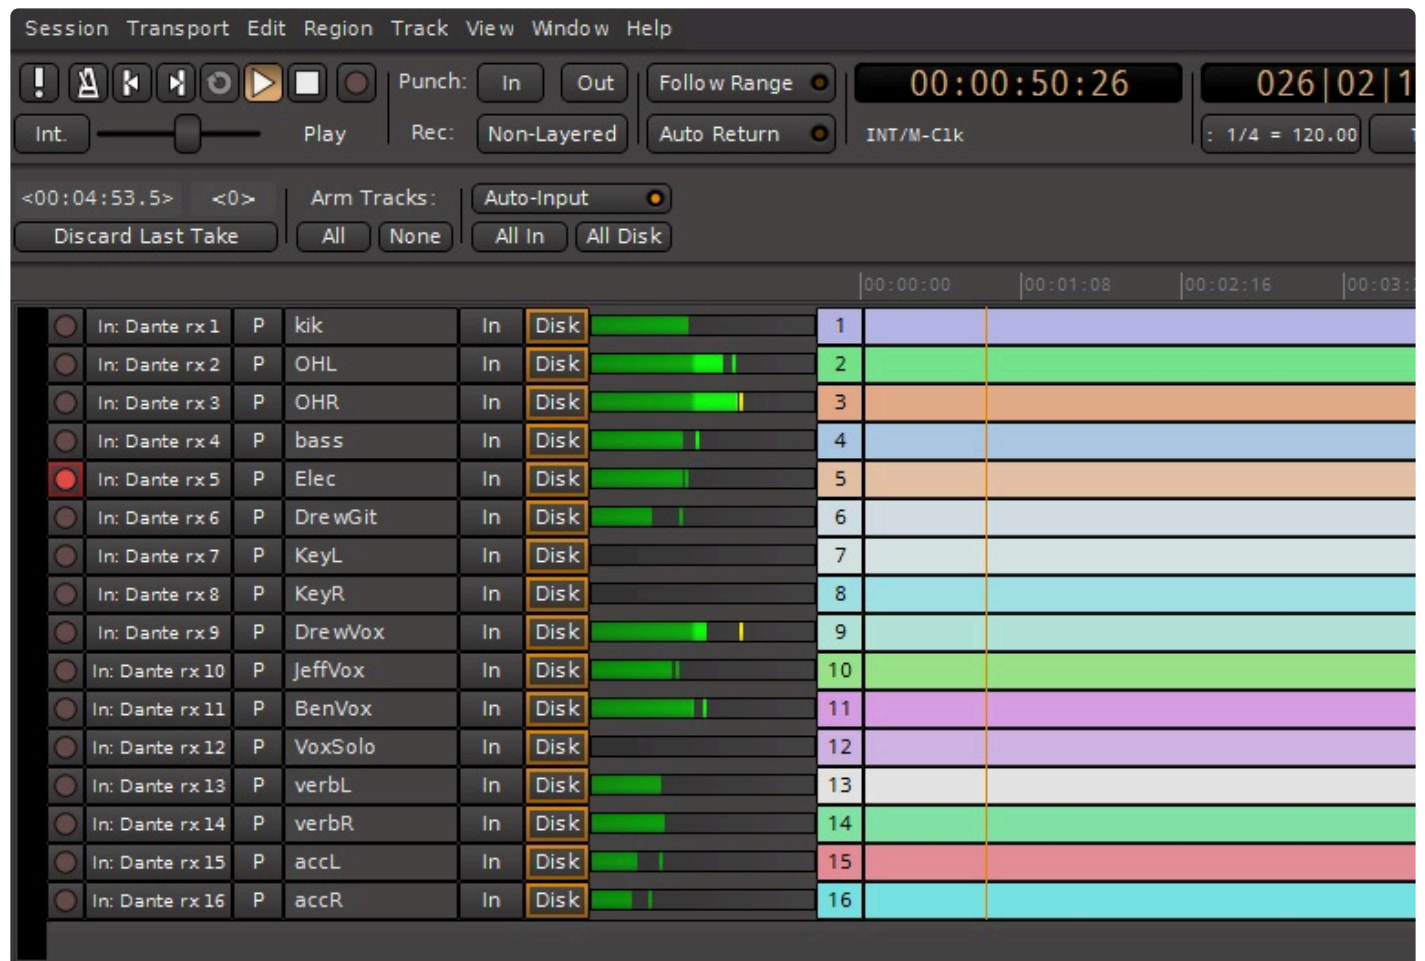 Session Transport Edit Region Track View Window Help
Punch: In Out Follow Range 00:00:50:26 026|02|1
Int. Play Rec: Non-Layered Auto Return INT/M-Clk : 1/4 = 120.00
<00:04:53.5> <0> Arm Tracks: Auto-Input
Discard Last Take All None All In All Disk
00:00:00 00:01:08 00:02:16 00:03:
In: Dante rx 1 P kik In Disk 1
In: Dante rx 2 P OHL In Disk 2
In: Dante rx 3 P OHR In Disk 3
In: Dante rx 4 P bass In Disk 4
In: Dante rx 5 P Elec In Disk 5
In: Dante rx 6 P DrewGit In Disk 6
In: Dante rx 7 P KeyL In Disk 7
In: Dante rx 8 P KeyR In Disk 8
In: Dante rx 9 P DrewVox In Disk 9
In: Dante rx 10 P JeffVox In Disk 10
In: Dante rx 11 P BenVox In Disk 11
In: Dante rx 12 P VoxSolo In Disk 12
In: Dante rx 13 P verbL In Disk 13
In: Dante rx 14 P verbR In Disk 14
In: Dante rx 15 P accL In Disk 15
In: Dante rx 16 P accR In Disk 16